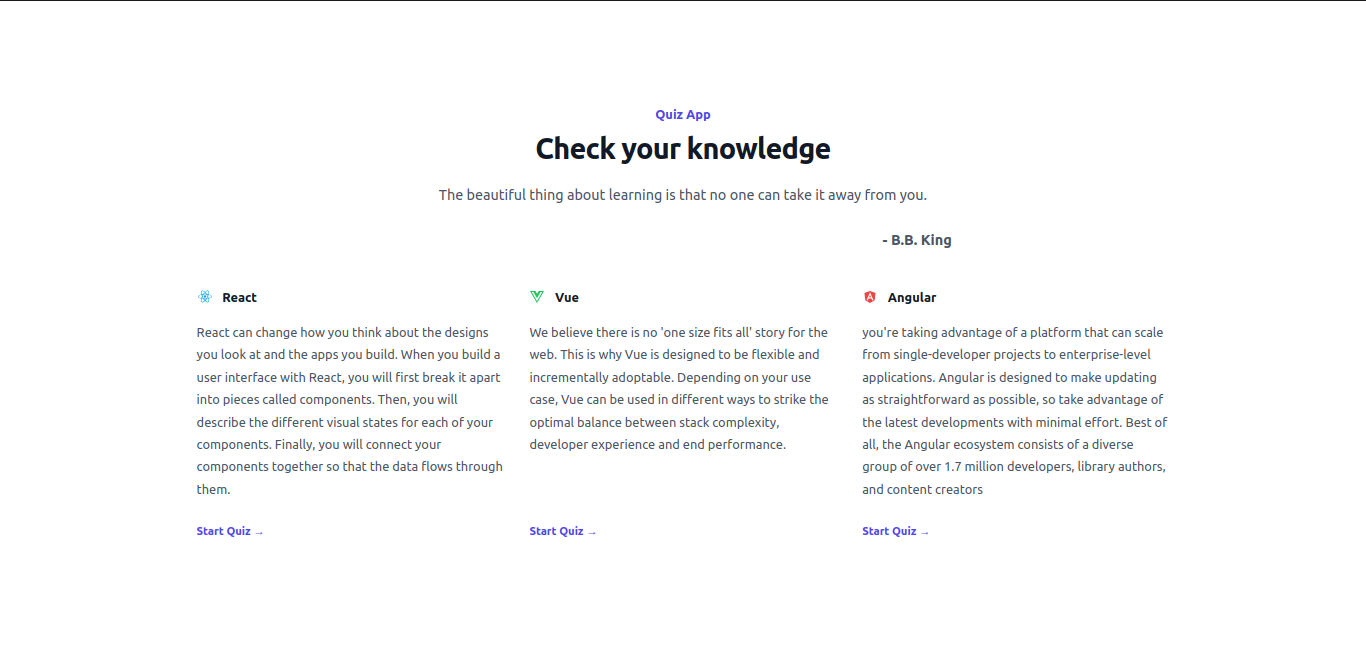 Quiz App
Check your knowledge
The beautiful thing about learning is that no one can take it away from you.
- B.B. King
React
React can change how you think about the designs
you look at and the apps you build. When you build a
user interface with React, you will first break it apart
into pieces called components. Then, you will
describe the different visual states for each of your
components. Finally, you will connect your
components together so that the data flows through
them.
Start Quiz →
Vue
We believe there is no 'one size fits all' story for the
web. This is why Vue is designed to be flexible and
incrementally adoptable. Depending on your use
case, Vue can be used in different ways to strike the
optimal balance between stack complexity,
developer experience and end performance.
Start Quiz →
Angular
you're taking advantage of a platform that can scale
from single-developer projects to enterprise-level
applications. Angular is designed to make updating
as straightforward as possible, so take advantage of
the latest developments with minimal effort. Best of
all, the Angular ecosystem consists of a diverse
group of over 1.7 million developers, library authors,
and content creators
Start Quiz →